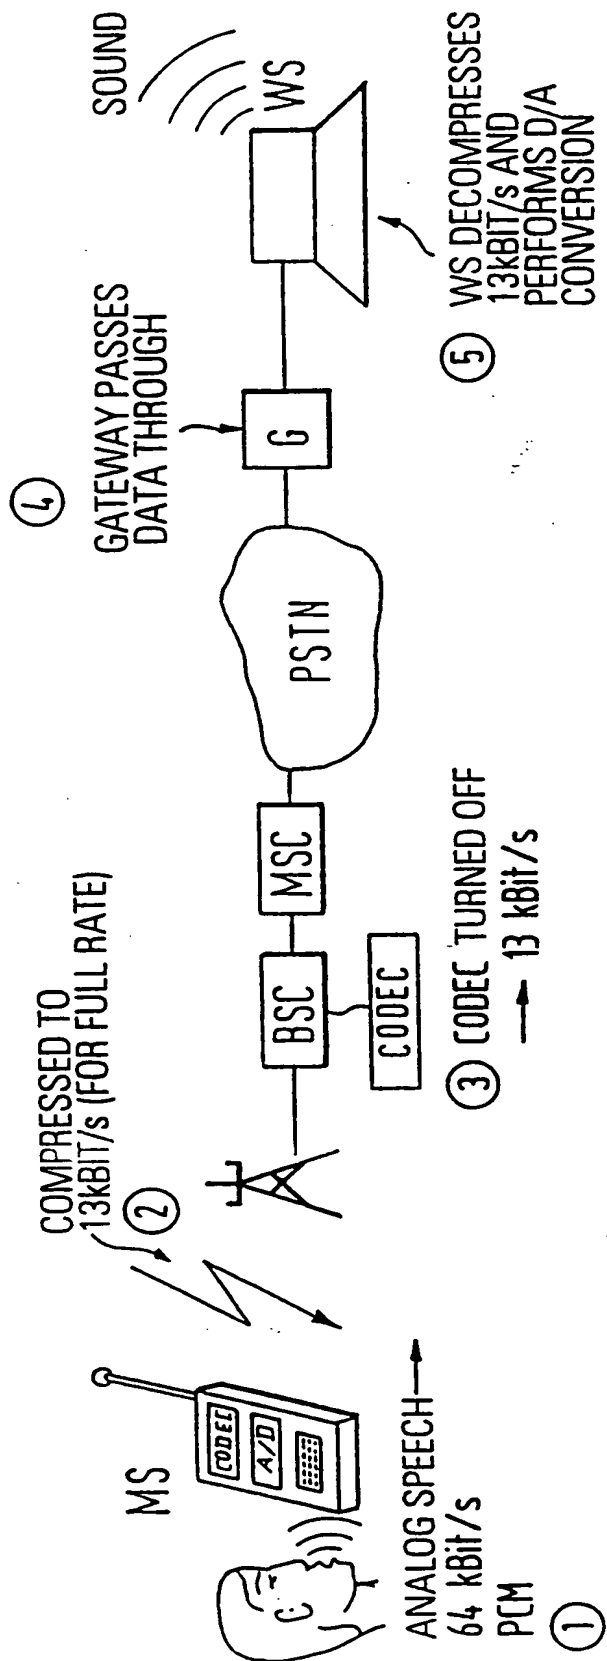 MS
CODEC
A/D
ANALOG SPEECH →
64 kBit/s
PCM
①
COMPRESSED TO
13kBIT/s (FOR FULL RATE)
②
BSC
CODEC
③ CODEC TURNED OFF
→ 13 kBit/s
MSC
PSTN
④
GATEWAY PASSES
DATA THROUGH
G
SOUND
WS
⑤ WS DECOMPRESSES
13kBIT/s AND
PERFORMS D/A
CONVERSION